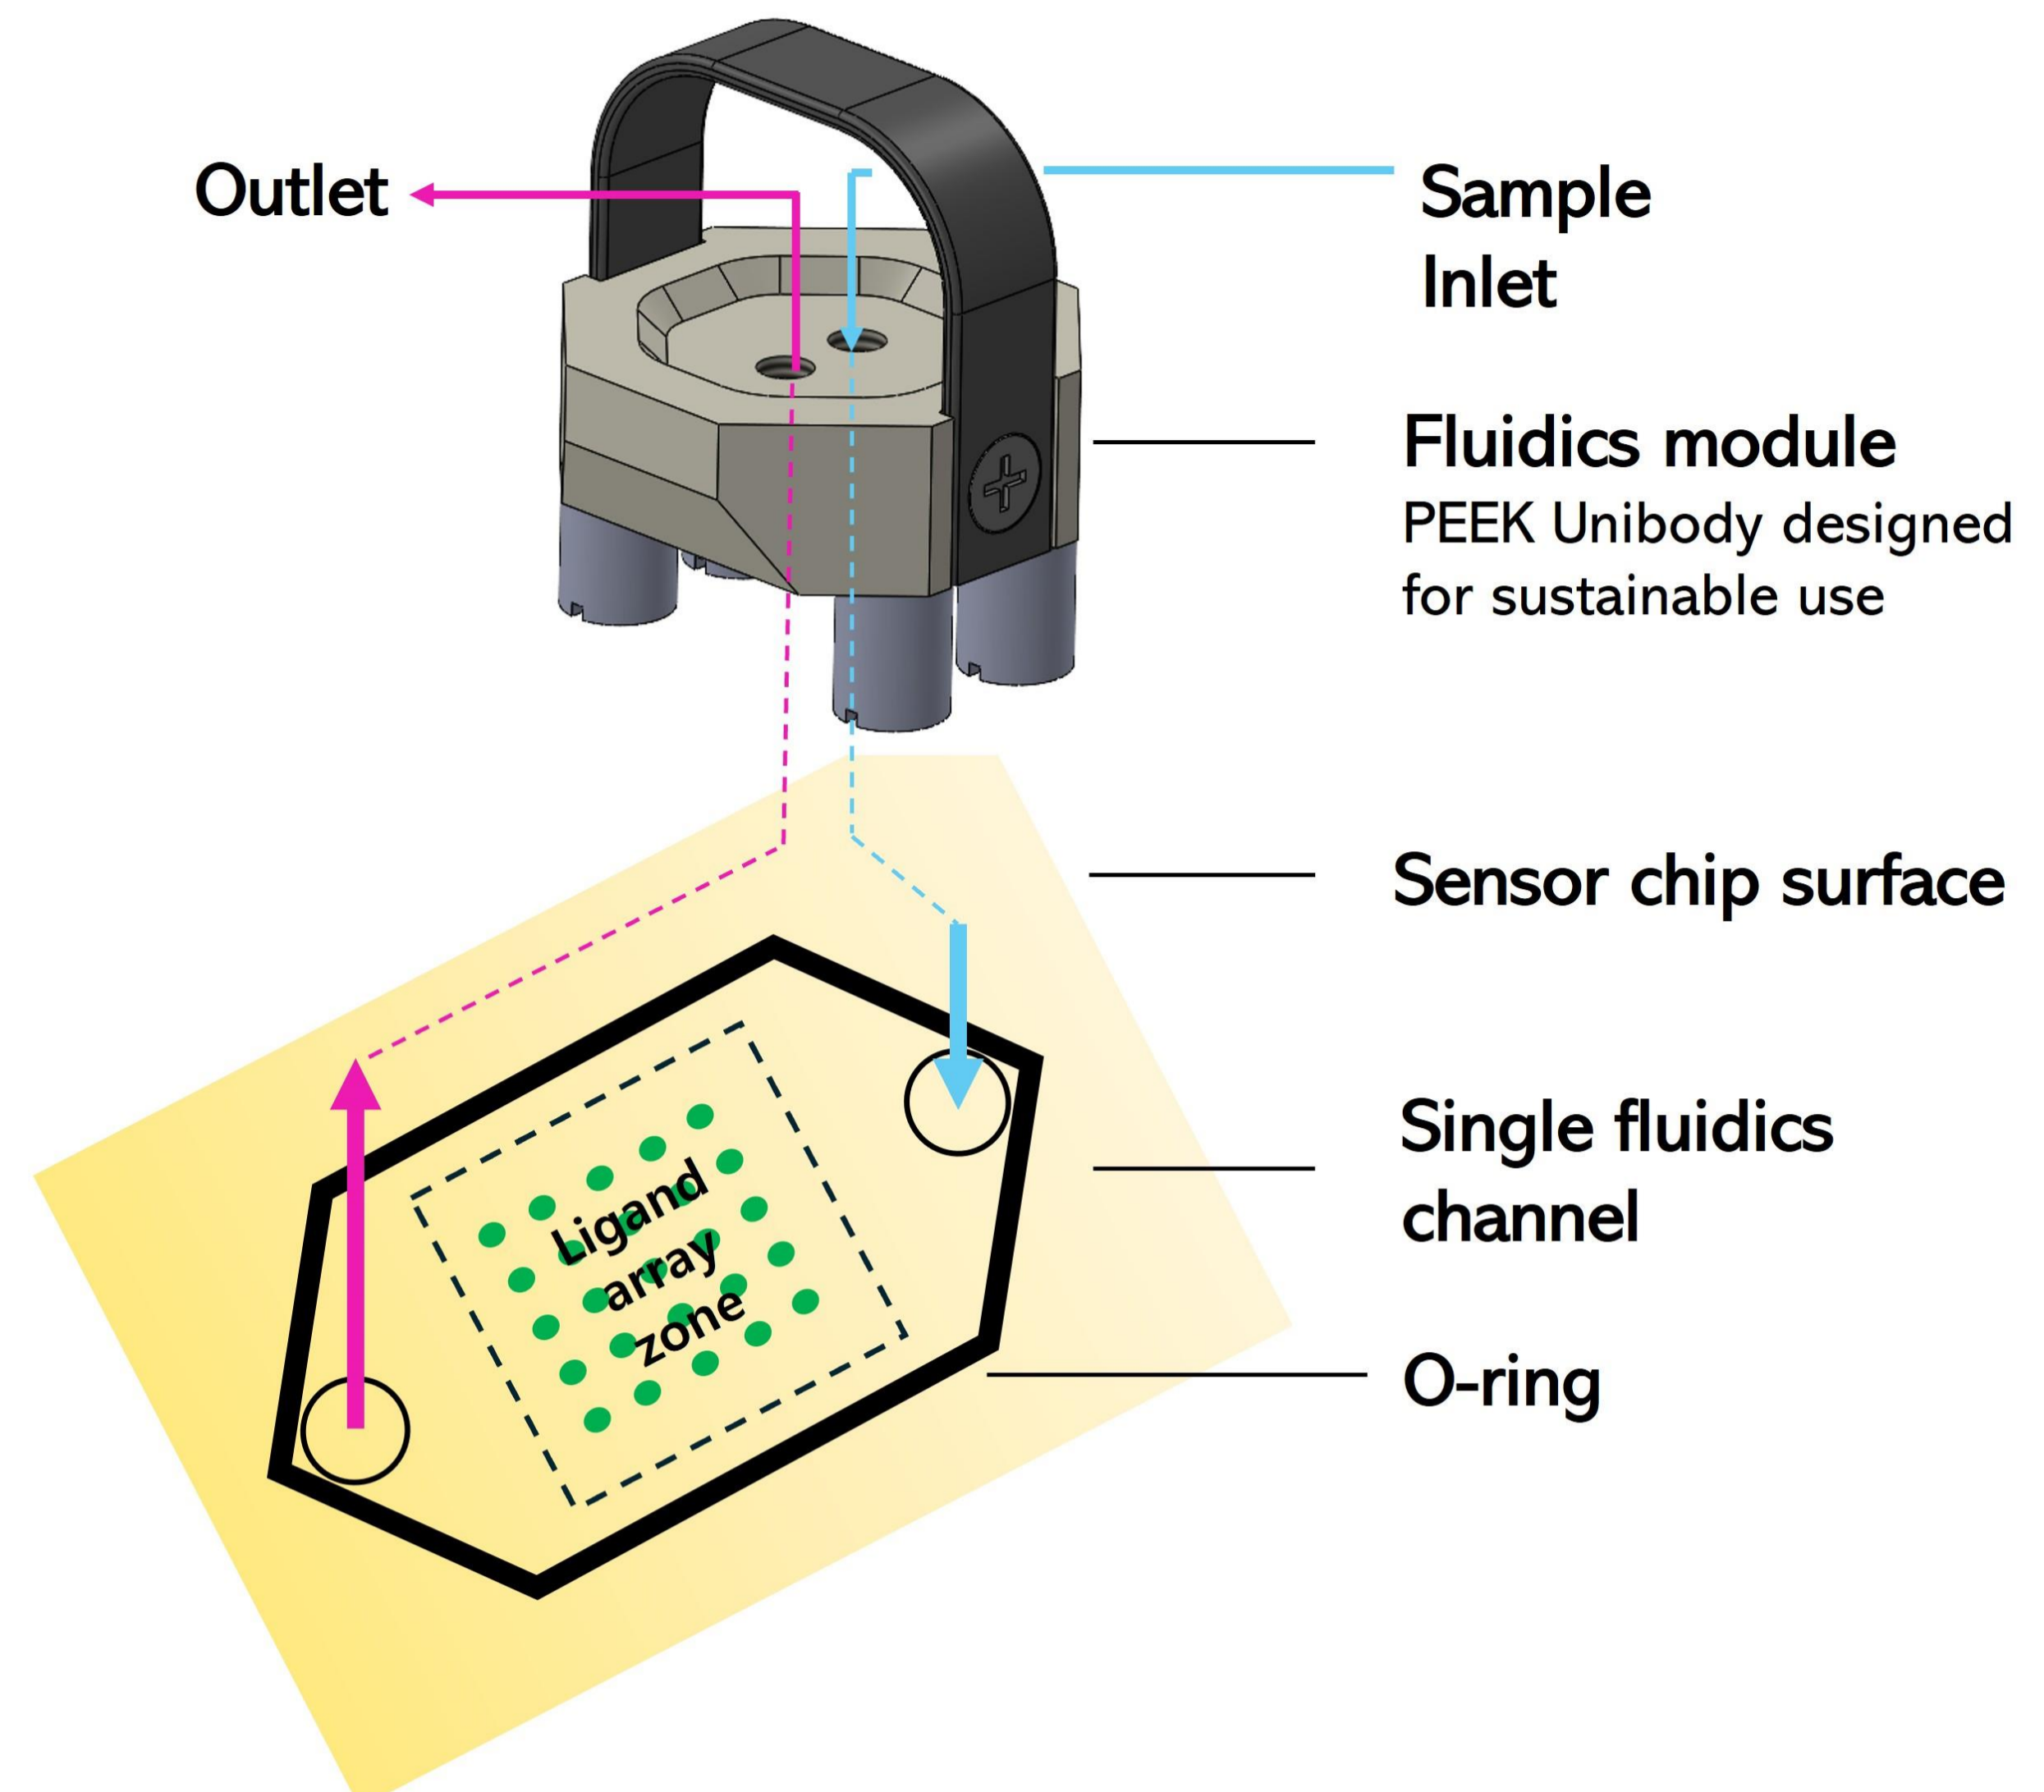 Outlet
Sample
Inlet
Fluidics module
PEEK Unibody designed
for sustainable use
Sensor chip surface
Single fluidics
channel
Ligand
array
zone
O-ring